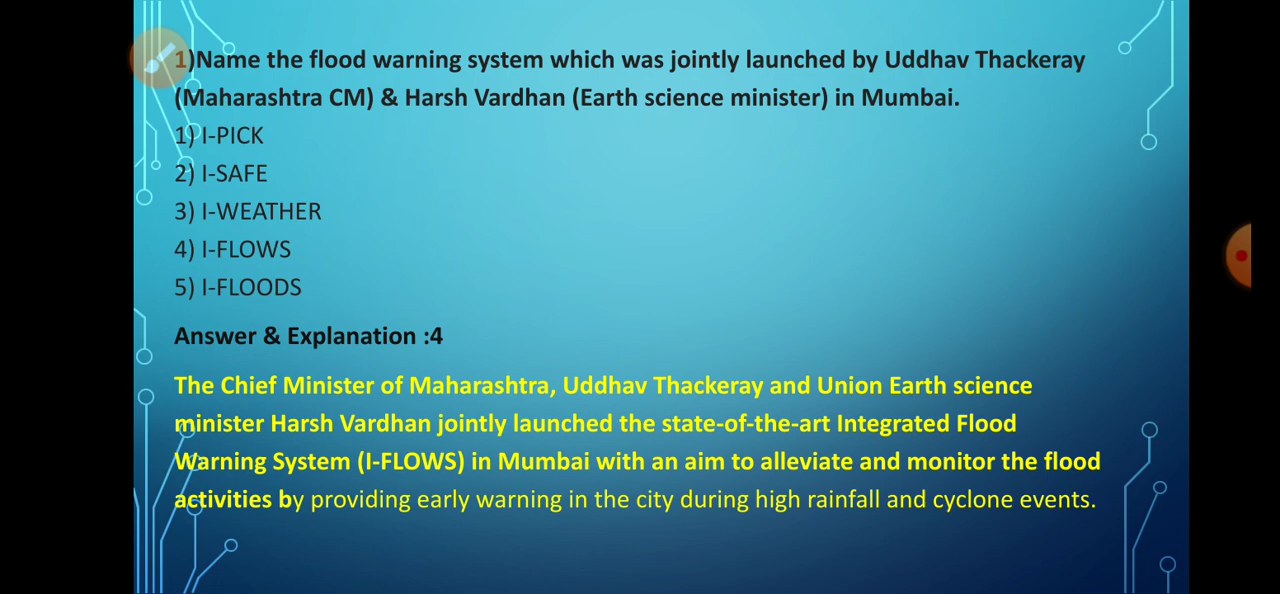 1)Name the flood warning system which was jointly launched by Uddhav Thackeray
(Maharashtra CM) & Harsh Vardhan (Earth science minister) in Mumbai.
1) I-PICK
2) I-SAFE
3) I-WEATHER
4) I-FLOWS
5) I-FLOODS
Answer & Explanation :4
The Chief Minister of Maharashtra, Uddhav Thackeray and Union Earth science
minister Harsh Vardhan jointly launched the state-of-the-art Integrated Flood
Warning System (I-FLOWS) in Mumbai with an aim to alleviate and monitor the flood
activities by providing early warning in the city during high rainfall and cyclone events.